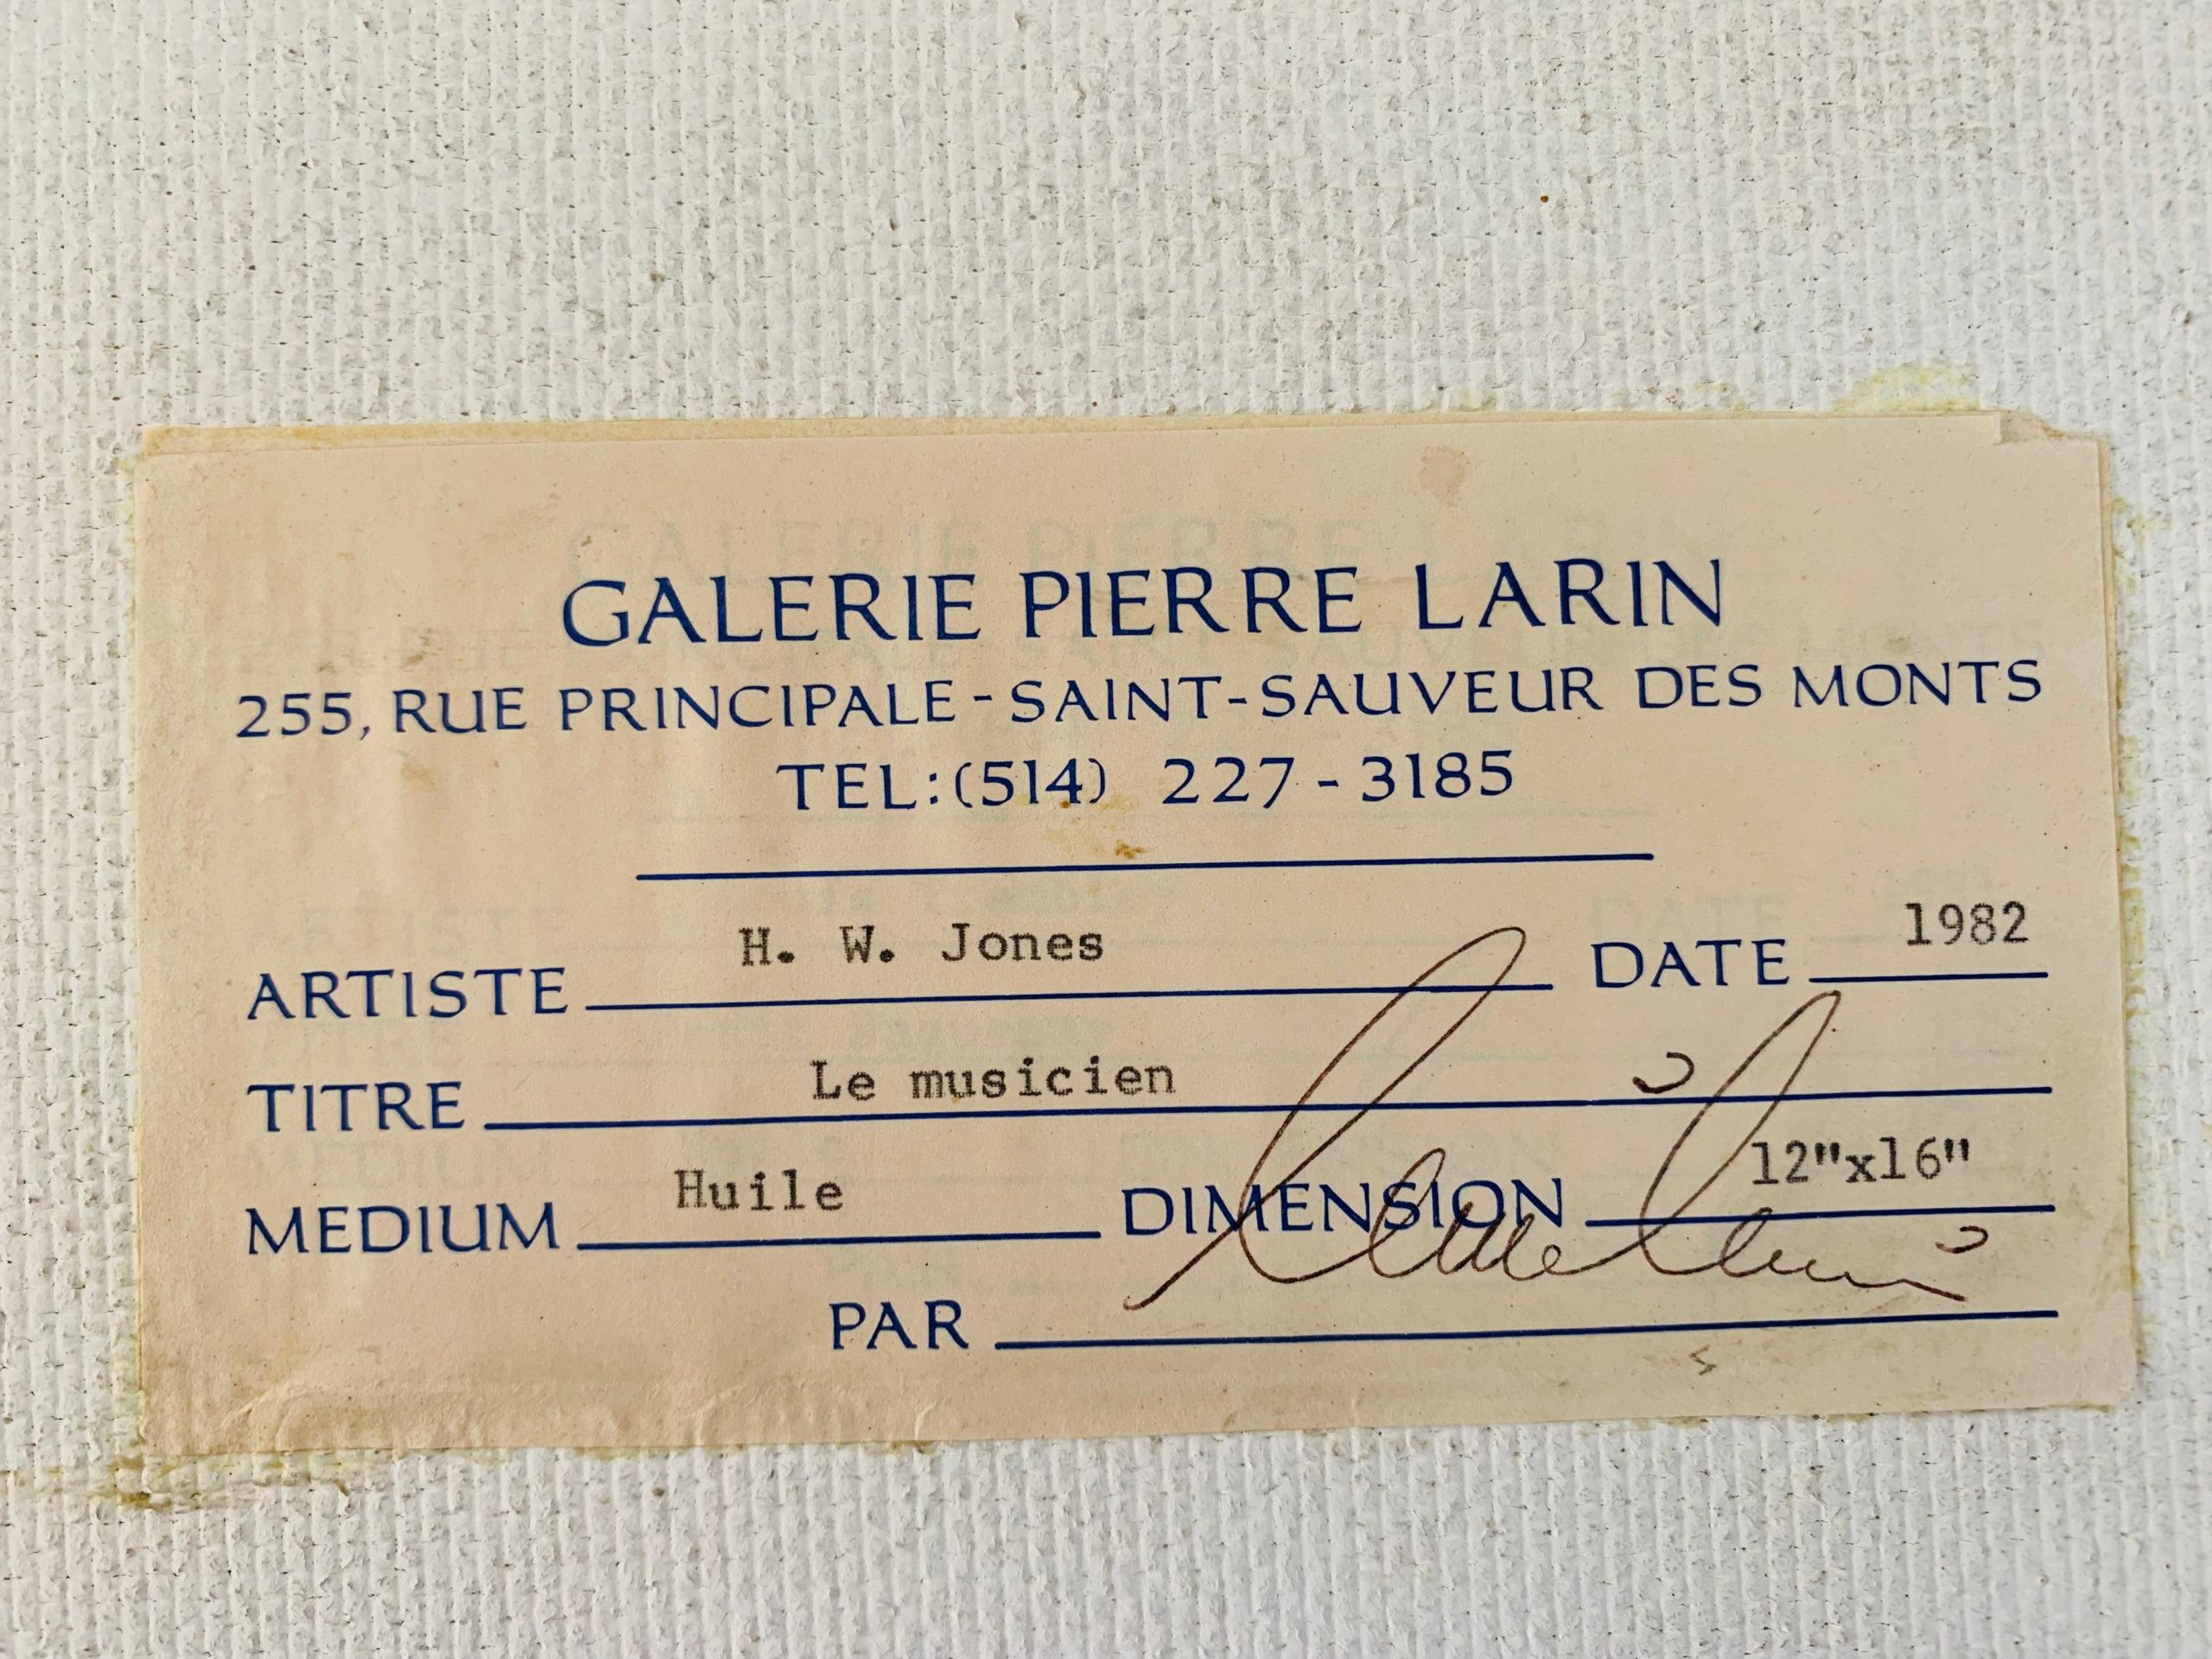 GALERIE PIERRE LARIN
255, RUE PRINCIPALE - SAINT-SAUVEUR DES MONTS
TEL: (514) 227 - 3185
ARTISTE H. W. Jones DATE 1982
TITRE Le musicien
MEDIUM Huile DIMENSION 12"x16"
PAR